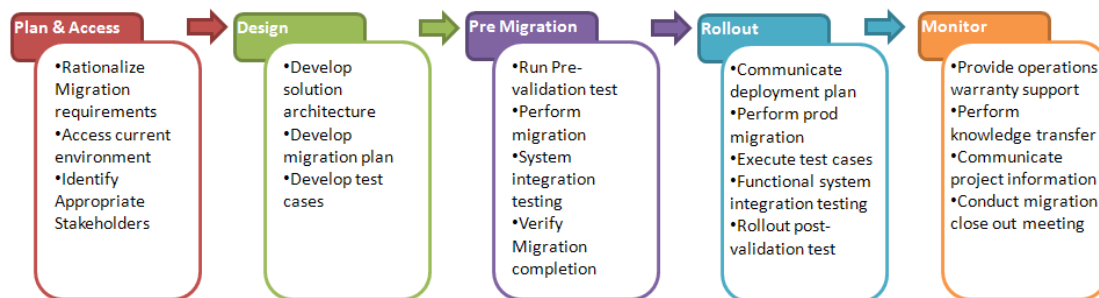 Plan & Access
•Rationalize
Migration
requirements
•Access current
environment
•Identify
Appropriate
Stakeholders
Design
•Develop
solution
architecture
•Develop
migration plan
•Develop test
cases
Pre Migration
•Run Pre-
validation test
•Perform
migration
•System
integration
testing
•Verify
Migration
completion
Rollout
•Communicate
deployment plan
•Perform prod
migration
•Execute test cases
•Functional system
integration testing
•Rollout post-
validation test
Monitor
•Provide operations
warranty support
•Perform
knowledge transfer
•Communicate
project information
•Conduct migration
close out meeting